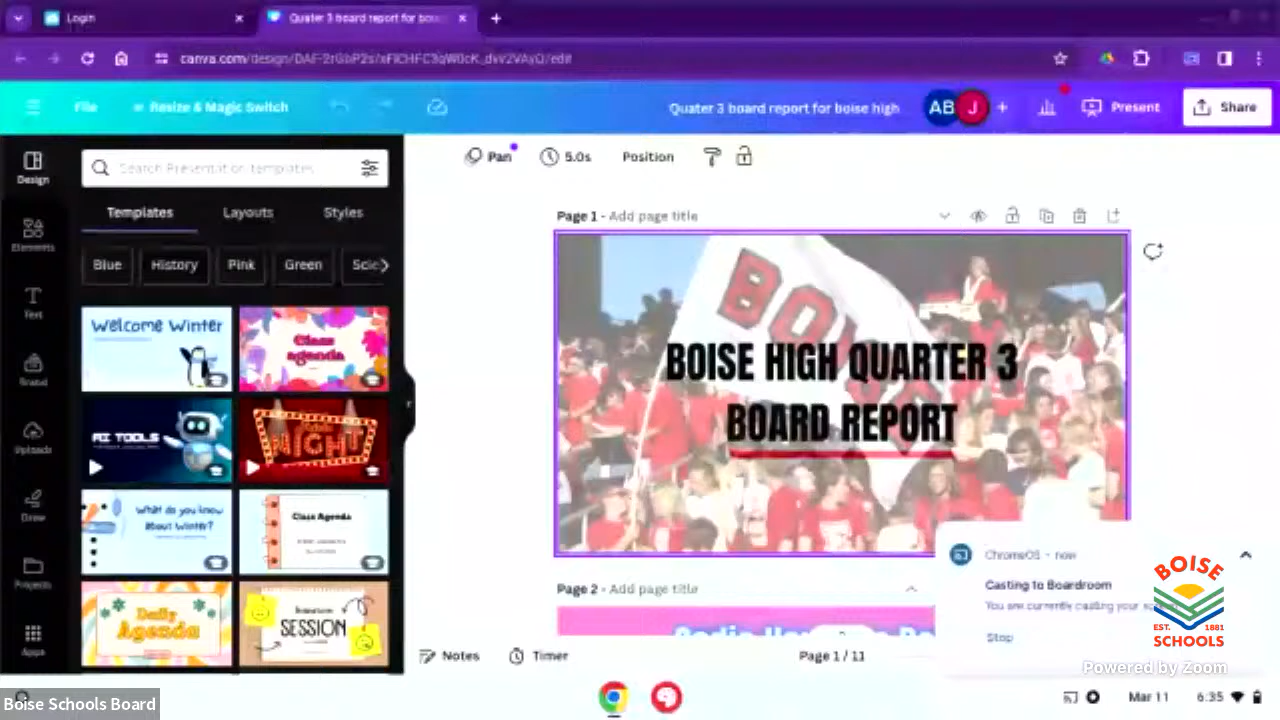 Login
Quater 3 board report for bois
canva.com/design/
File
Resize & Magic Switch
Quater 3 board report for boise high
AB
J
Present
Share
Design
Search Presentation templates
Pan
5.0s
Position
Templates
Layouts
Styles
Elements
Blue
History
Pink
Green
Scie
Page 1 - Add page title
Text
Welcome Winter
Class
agenda
BOISE HIGH QUARTER 3
BOARD REPORT
Brand
AI TOOLS
NIGHT
Uploads
Draw
What do you know
about Winter?
Class Agenda
Projects
Page 2 - Add page title
Daily
Agenda
SESSION
Apps
ChromeOS - now
Casting to Boardroom
You are currently casting your
Stop
BOISE
EST. 1881
SCHOOLS
Powered by Zoom
Notes
Timer
Page 1 / 11
Boise Schools Board
Mar 11
6:35